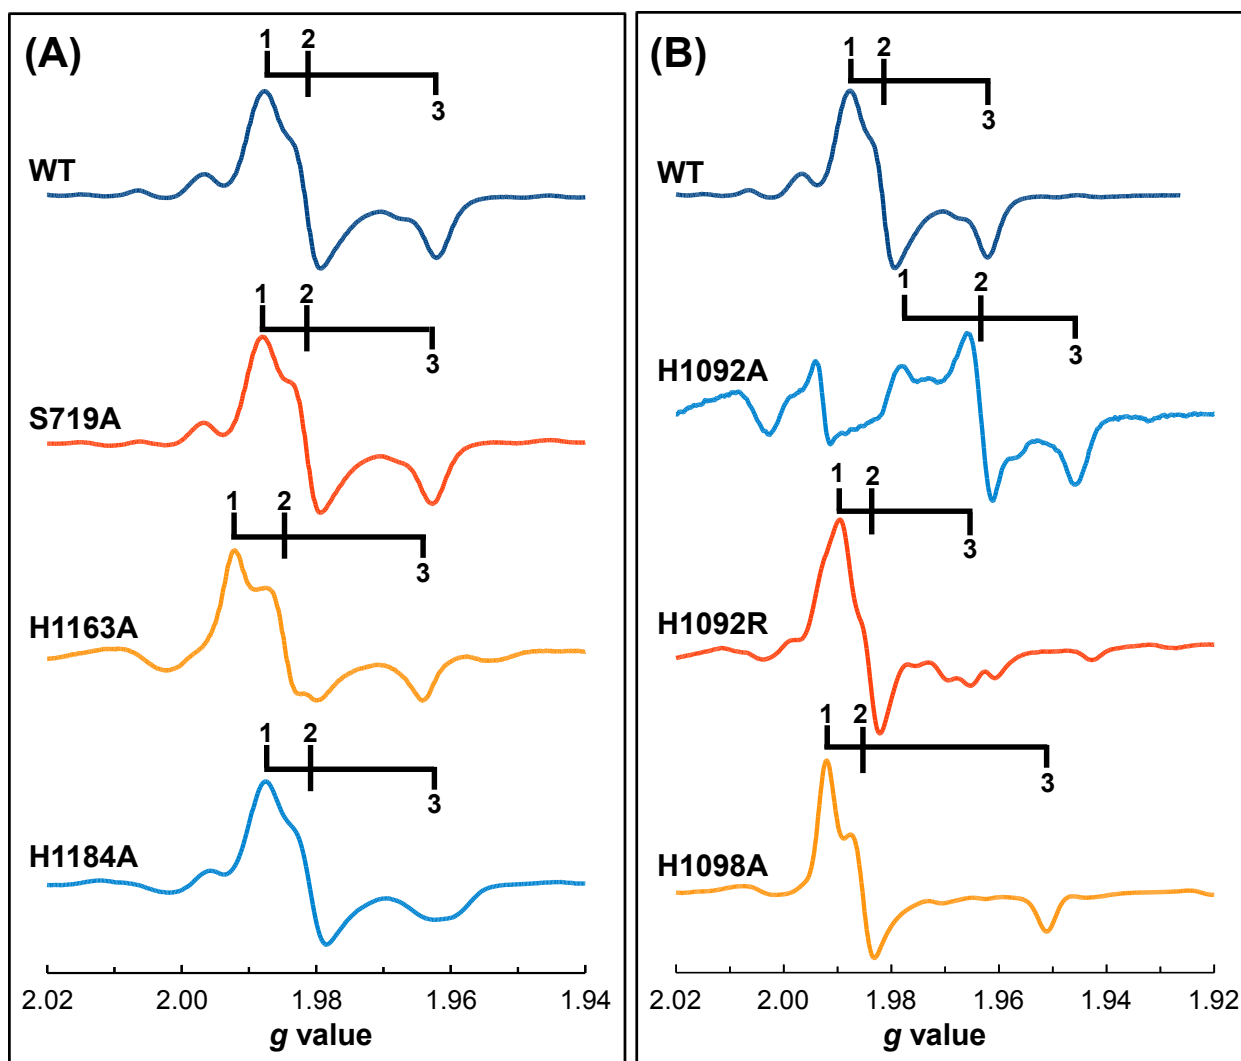 (A)
1 2
3
WT
1 2
3
S719A
1 2
3
H1163A
1 2
3
H1184A
2.02 2.00 1.98 1.96 1.94
g value
(B)
1 2
3
WT
1 2
3
H1092A
1 2
3
H1092R
1 2
3
H1098A
2.02 2.00 1.98 1.96 1.94 1.92
g value